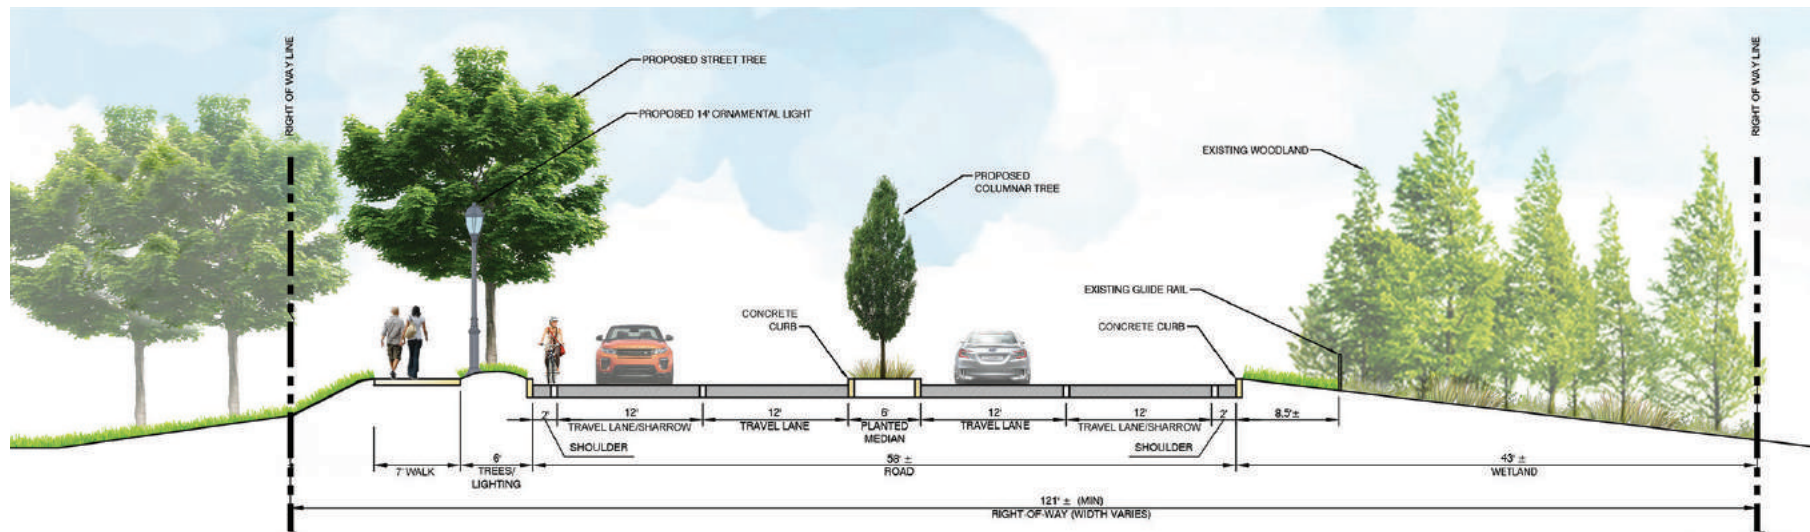 RIGHT OF WAY LINE
PROPOSED STREET TREE
PROPOSED 14' ORNAMENTAL LIGHT
RIGHT OF WAY LINE
EXISTING WOODLAND
PROPOSED
COLUMNAR TREE
EXISTING GUIDE RAIL
CONCRETE
CURB
CONCRETE CURB
2'
12'
12'
6'
12'
12'
2'
8.5'±
TRAVEL LANE/SHARROW
TRAVEL LANE
PLANTED
MEDIAN
TRAVEL LANE
TRAVEL LANE/SHARROW
SHOULDER
SHOULDER
7' WALK
6'
TREES/
LIGHTING
58' ±
ROAD
43' ±
WETLAND
121' ± (MIN)
RIGHT-OF-WAY (WIDTH VARIES)